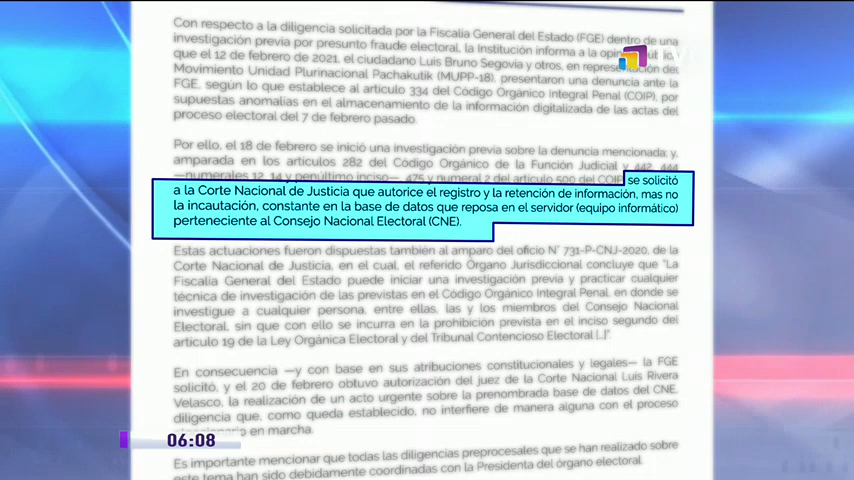 Con respecto a la diligencia solicitada por la Fiscalía General del Estado (FGE) dentro de una
investigación previa por presunto fraude electoral, la Institución informa a la
que el 12 de febrero de 2021, el ciudadano Luis Bruno Segovia y otros, en
Movimiento Unidad Plurinacional Pachakutik (MUPP-18), presentaron una denuncia ante la
FGE, según lo que establece al artículo 334 del Código Orgánico Integral Penal (COIP), por
supuestas anomalías en el almacenamiento de la información digitalizada de las actas del
proceso electoral del 7 de febrero pasado.
Por ello, el 18 de febrero se inició una investigación previa sobre la denuncia mencionada; y,
amparada en los artículos 282 del Código Orgánico de la Función Judicial y 442, 444
—numerales 12, 14 y penúltimo inciso—, 475 y numeral 2 del artículo 500 del COIP, se solicitó
a la Corte Nacional de Justicia que autorice el registro y la retención de información, mas no
la incautación, constante en la base de datos que reposa en el servidor (equipo informático)
perteneciente al Consejo Nacional Electoral (CNE).
Estas actuaciones fueron dispuestas también al amparo del oficio N° 731-P-CNJ-2020, de la
Corte Nacional de Justicia, en el cual, el referido Órgano Jurisdiccional concluye que "La
Fiscalía General del Estado puede iniciar una investigación previa y practicar cualquier
técnica de investigación de las previstas en el Código Orgánico Integral Penal, en donde se
investigue a cualquier persona, entre ellas, las y los miembros del Consejo Nacional
Electoral, sin que con ello se incurra en la prohibición prevista en el inciso segundo del
artículo 19 de la Ley Orgánica Electoral y del Tribunal Contencioso Electoral [...]".
En consecuencia —y con base en sus atribuciones constitucionales y legales— la FGE
solicitó, y el 20 de febrero obtuvo autorización del juez de la Corte Nacional Luis Rivera
Velasco, la realización de un acto urgente sobre la prenombrada base de datos del CNE,
diligencia que, como queda establecido, no interfiere de manera alguna con el proceso
en marcha.
06:08
Es importante mencionar que todas las diligencias preprocesales que se han realizado sobre
este tema han sido debidamente coordinadas con la Presidenta del órgano electoral.